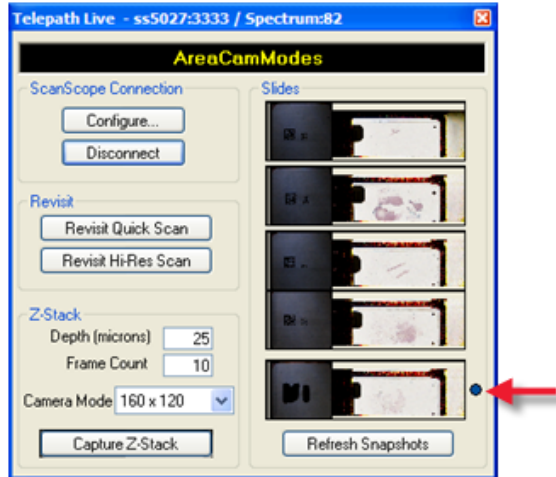 Telepath Live - ss5027:3333 / Spectrum:82
AreaCamModes
ScanScope Connection
Configure...
Disconnect
Revisit
Revisit Quick Scan
Revisit Hi-Res Scan
Z-Stack
Depth (microns) 25
Frame Count 10
Camera Mode 160 x 120
Capture Z-Stack
Slides
Refresh Snapshots